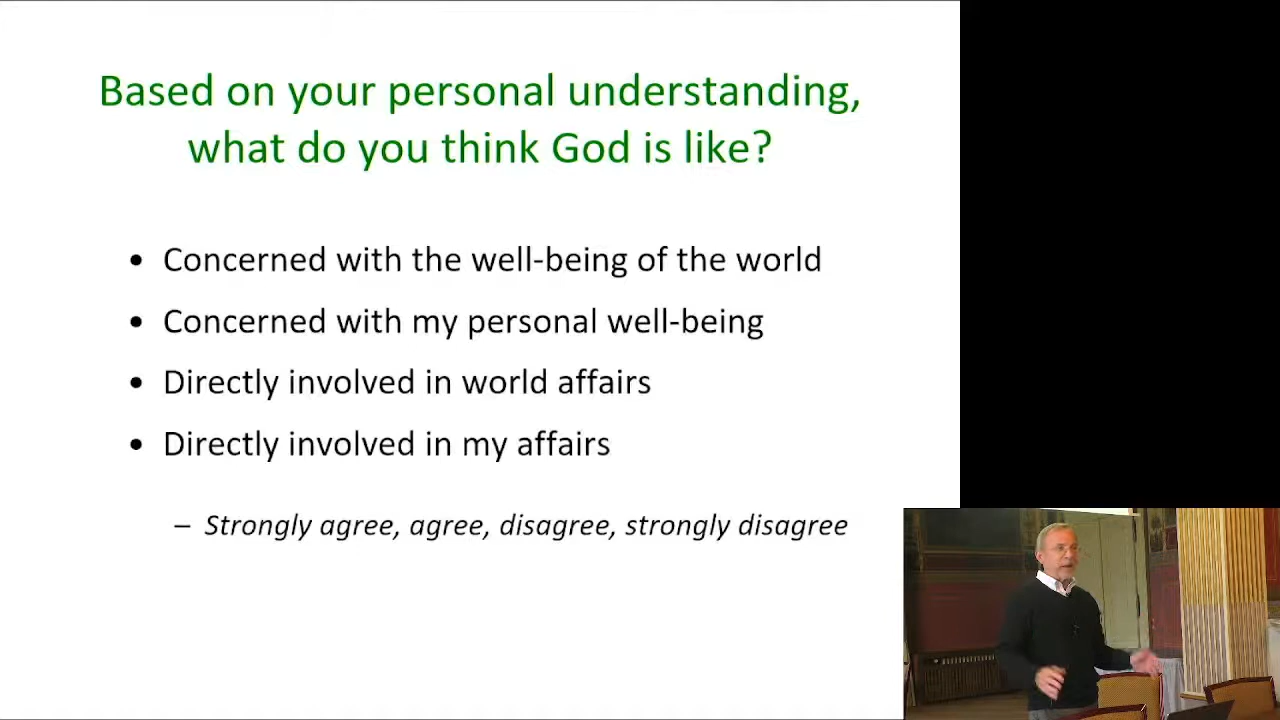 Based on your personal understanding,
what do you think God is like?
• Concerned with the well-being of the world
• Concerned with my personal well-being
• Directly involved in world affairs
• Directly involved in my affairs
– Strongly agree, agree, disagree, strongly disagree